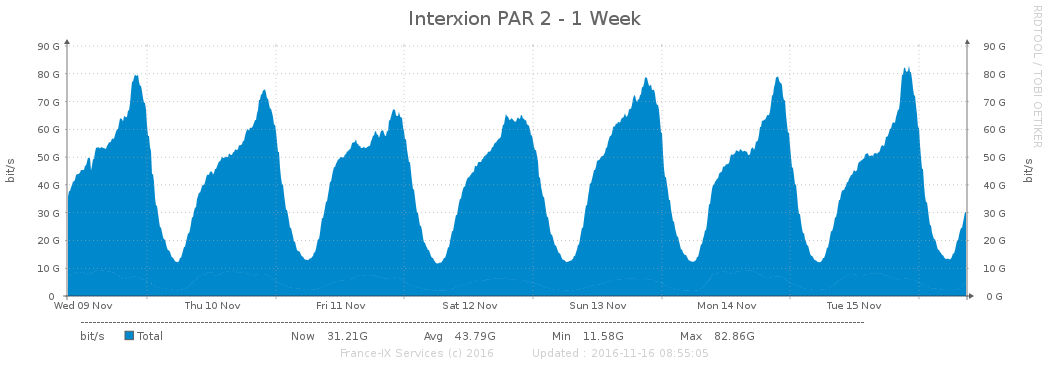 Interxion PAR 2 - 1 Week
RRDTOOL / TOBI OETIKER
90 G 90 G
80 G 80 G
70 G 70 G
60 G 60 G
50 G 50 G
40 G 40 G
30 G 30 G
20 G 20 G
10 G 10 G
0 0 G
bit/s
bit/s
Wed 09 Nov Thu 10 Nov Fri 11 Nov Sat 12 Nov Sun 13 Nov Mon 14 Nov Tue 15 Nov
bit/s Total Now 31.21G Avg 43.79G Min 11.58G Max 82.86G
France-IX Services (c) 2016 Updated : 2016-11-16 08:55:05